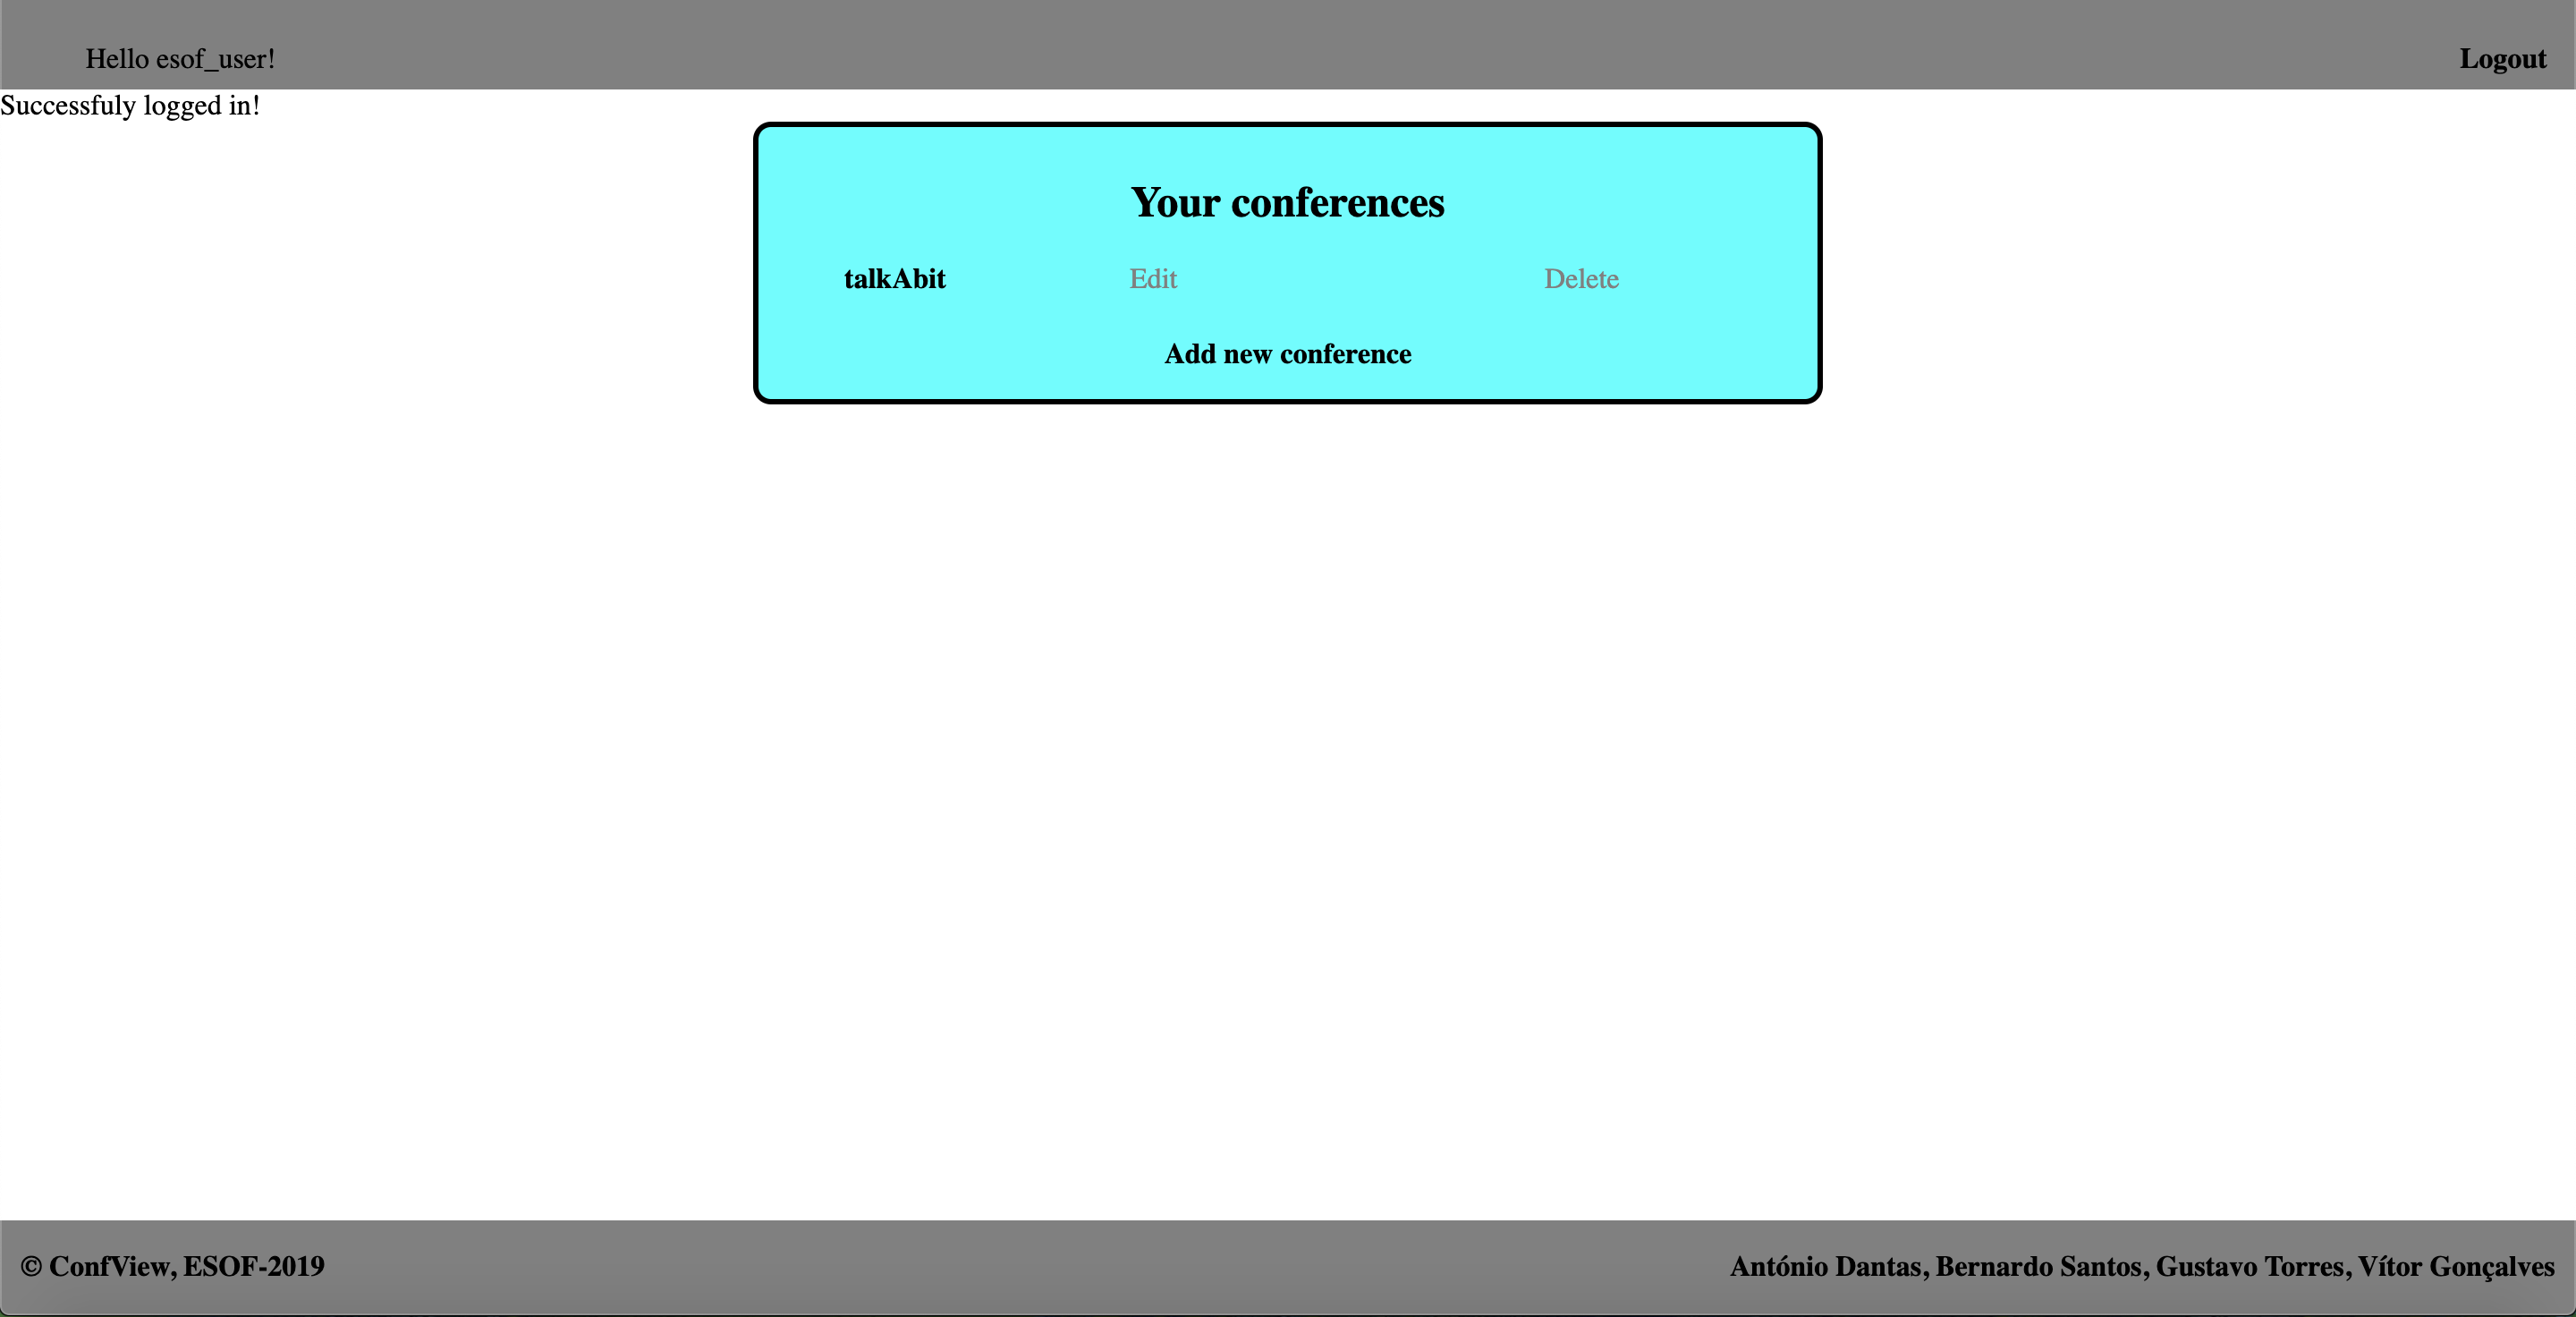 Hello esof_user! Logout
Successfuly logged in!
Your conferences
talkAbit Edit Delete
Add new conference
© ConfView, ESOF-2019 António Dantas, Bernardo Santos, Gustavo Torres, Vítor Gonçalves